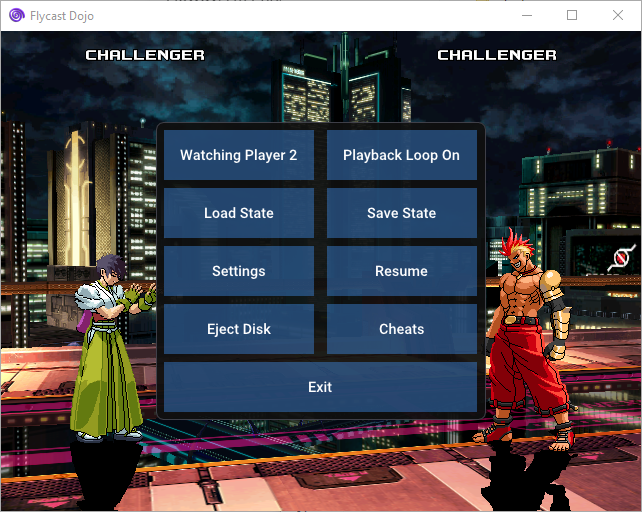 Flycast Dojo
CHALLENGER CHALLENGER
Watching Player 2 Playback Loop On
Load State Save State
Settings Resume
Eject Disk Cheats
Exit